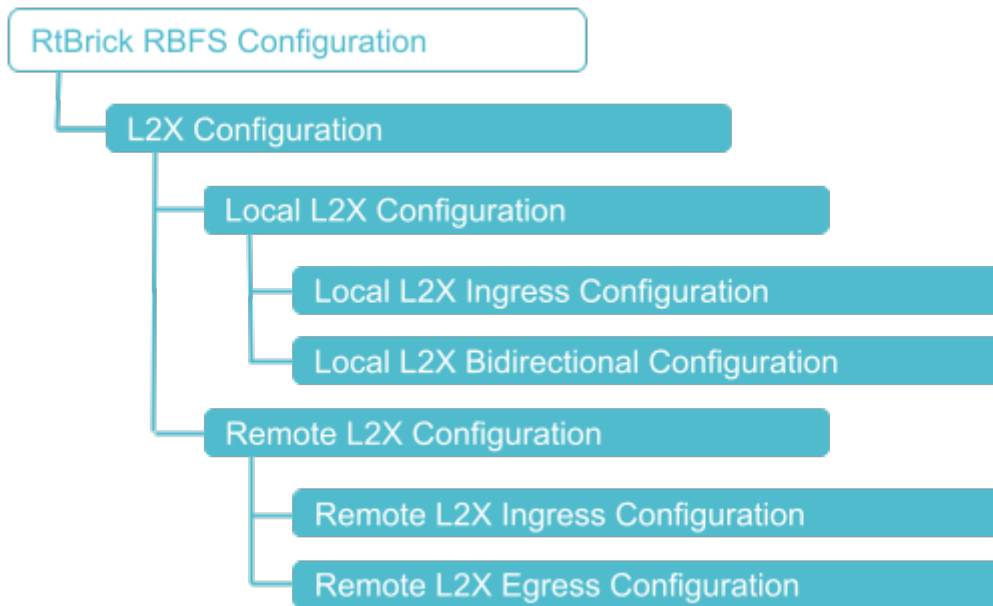 RtBrick RBFS Configuration
L2X Configuration
Local L2X Configuration
Local L2X Ingress Configuration
Local L2X Bidirectional Configuration
Remote L2X Configuration
Remote L2X Ingress Configuration
Remote L2X Egress Configuration